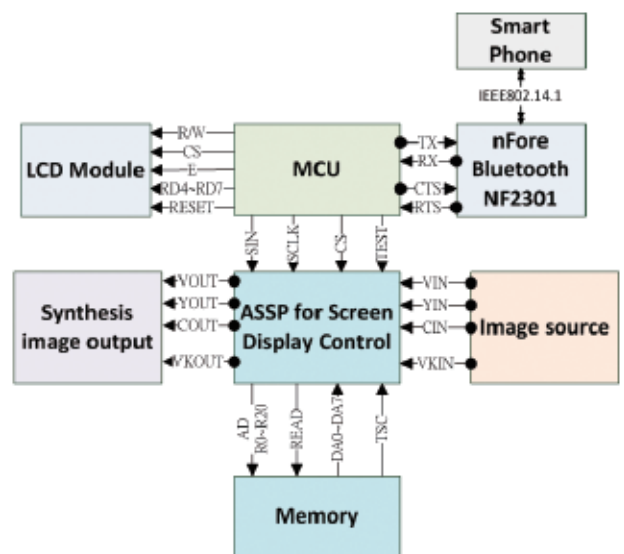 Smart
Phone
IEEE802.14.1
LCD Module
R/W
CS
E
RD4~RD7
RESET
MCU
TX
RX
CTS
RTS
nFore
Bluetooth
NF2301
SIN
SCLK
CS
TEST
Synthesis
image output
VOUT
YOUT
COUT
VKOUT
ASSP for Screen
Display Control
VIN
YIN
CIN
VKIN
Image source
AD
R0~R20
READ
DA0~DA7
TSC
Memory